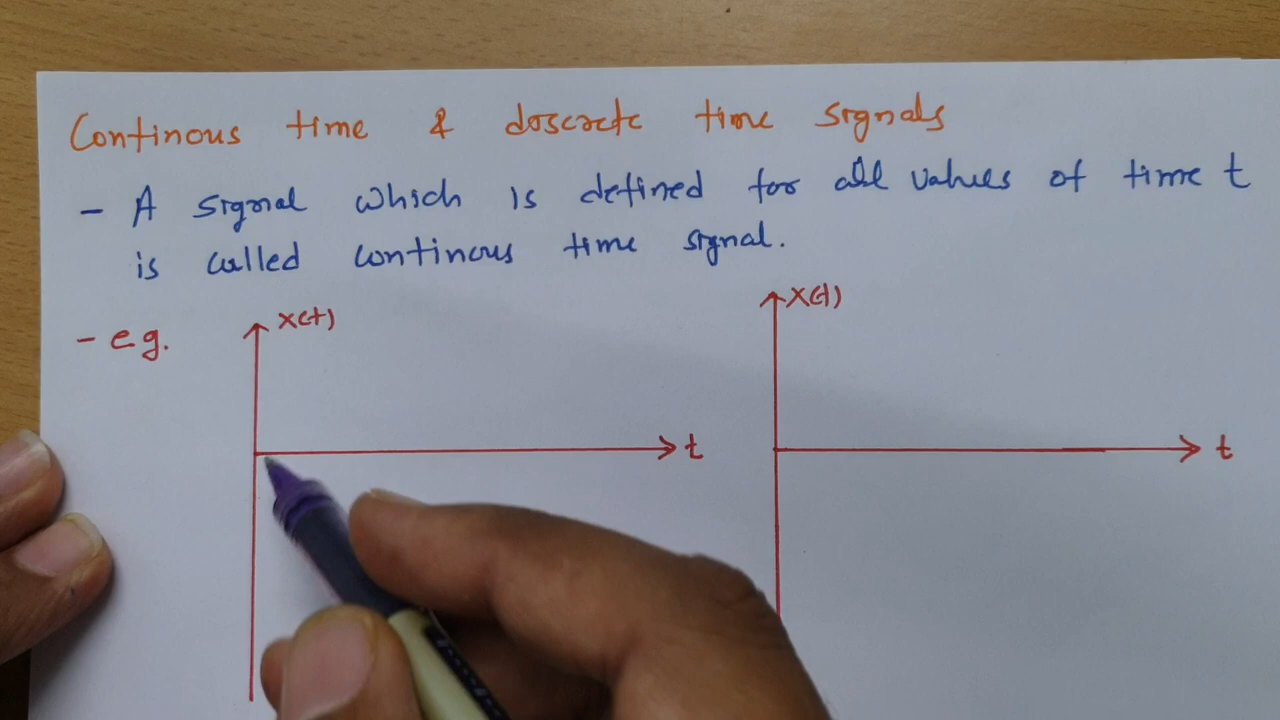 Continous time & discrete time signals
- A signal which is defined for all values of time t
is called continous time signal.
- e.g.
x(t)
t
x(t)
t